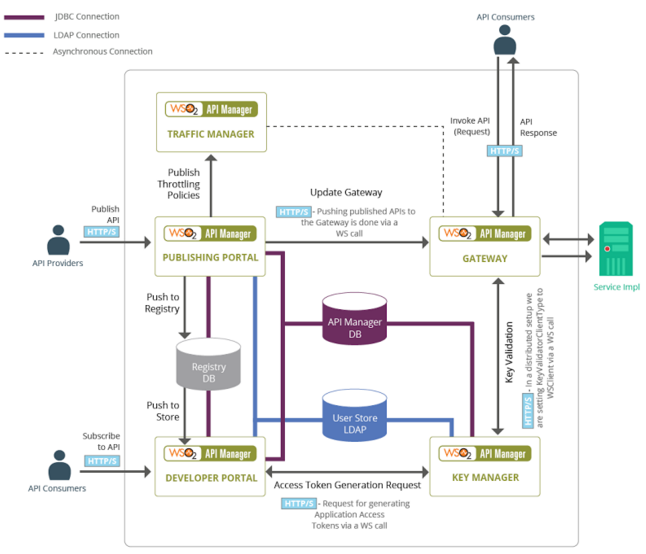 JDBC Connection
LDAP Connection
Asynchronous Connection
API Consumers
WSO2 API Manager
TRAFFIC MANAGER
Invoke API
(Request)
API
Response
HTTP/S
Publish
Throttling
Policies
Publish
API
HTTP/S
API Providers
WSO2 API Manager
PUBLISHING PORTAL
Update Gateway
HTTP/S - Pushing published APIs to
the Gateway is done via a
WS call
WSO2 API Manager
GATEWAY
Service Impl
Push to
Registry
Registry
DB
Push to
Store
API Manager
DB
User Store
LDAP
Key Validation
HTTP/S - In a distributed setup we
are setting KeyValidatorClientType to
WSClient via a WS call
Subscribe
to API
HTTP/S
API Consumers
WSO2 API Manager
DEVELOPER PORTAL
Access Token Generation Request
HTTP/S - Request for generating
Application Access
Tokens via a WS call
WSO2 API Manager
KEY MANAGER